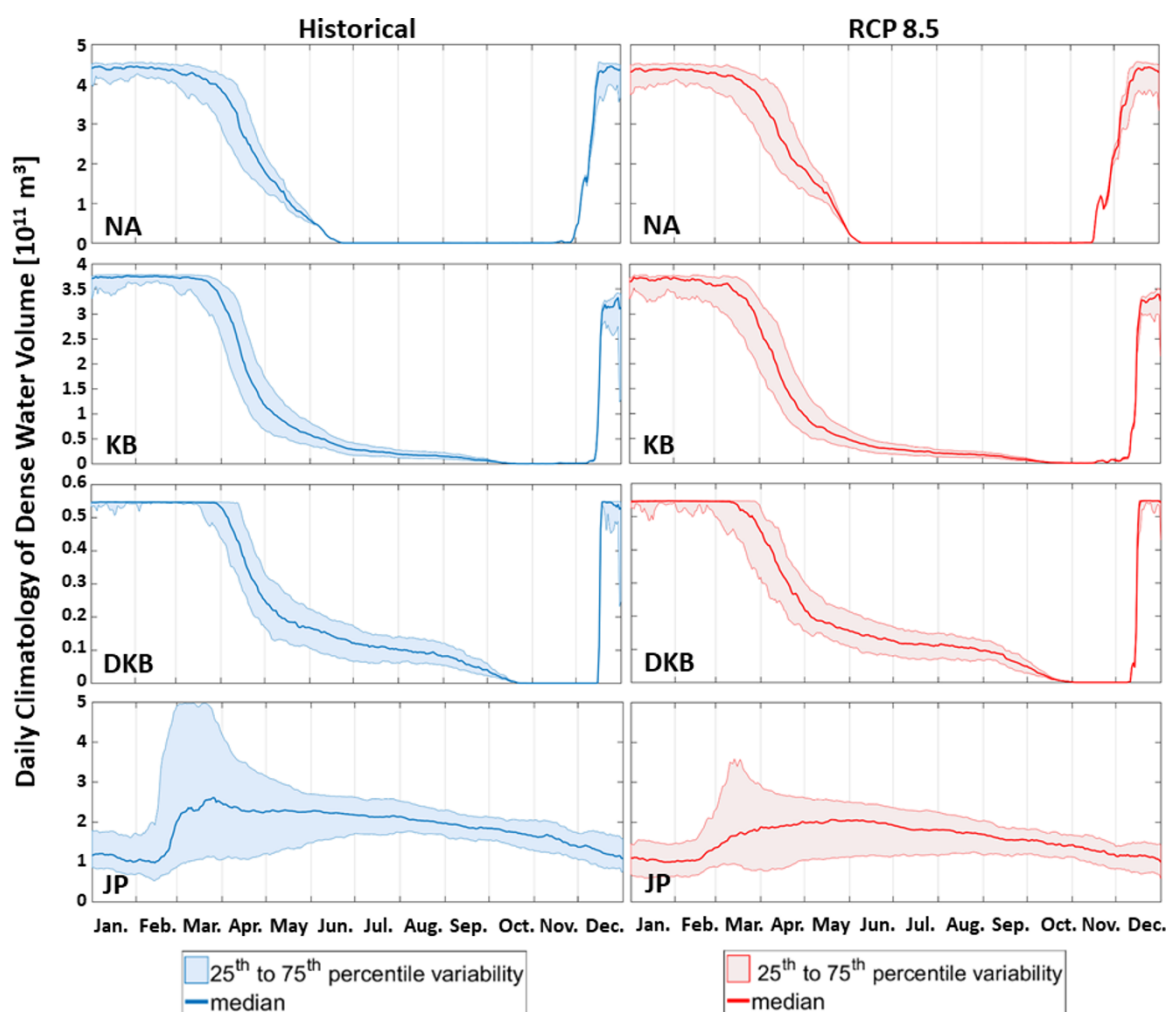 Historical
RCP 8.5
Daily Climatology of Dense Water Volume [10¹¹ m³]
5
4
3
2
1
0
NA
NA
4
3.5
3
2.5
2
1.5
1
0.5
0
KB
KB
0.6
0.5
0.4
0.3
0.2
0.1
0
DKB
DKB
5
4
3
2
1
0
JP
JP
Jan. Feb. Mar. Apr. May Jun. Jul. Aug. Sep. Oct. Nov. Dec.
Jan. Feb. Mar. Apr. May Jun. Jul. Aug. Sep. Oct. Nov. Dec.
25th to 75th percentile variability
median
25th to 75th percentile variability
median